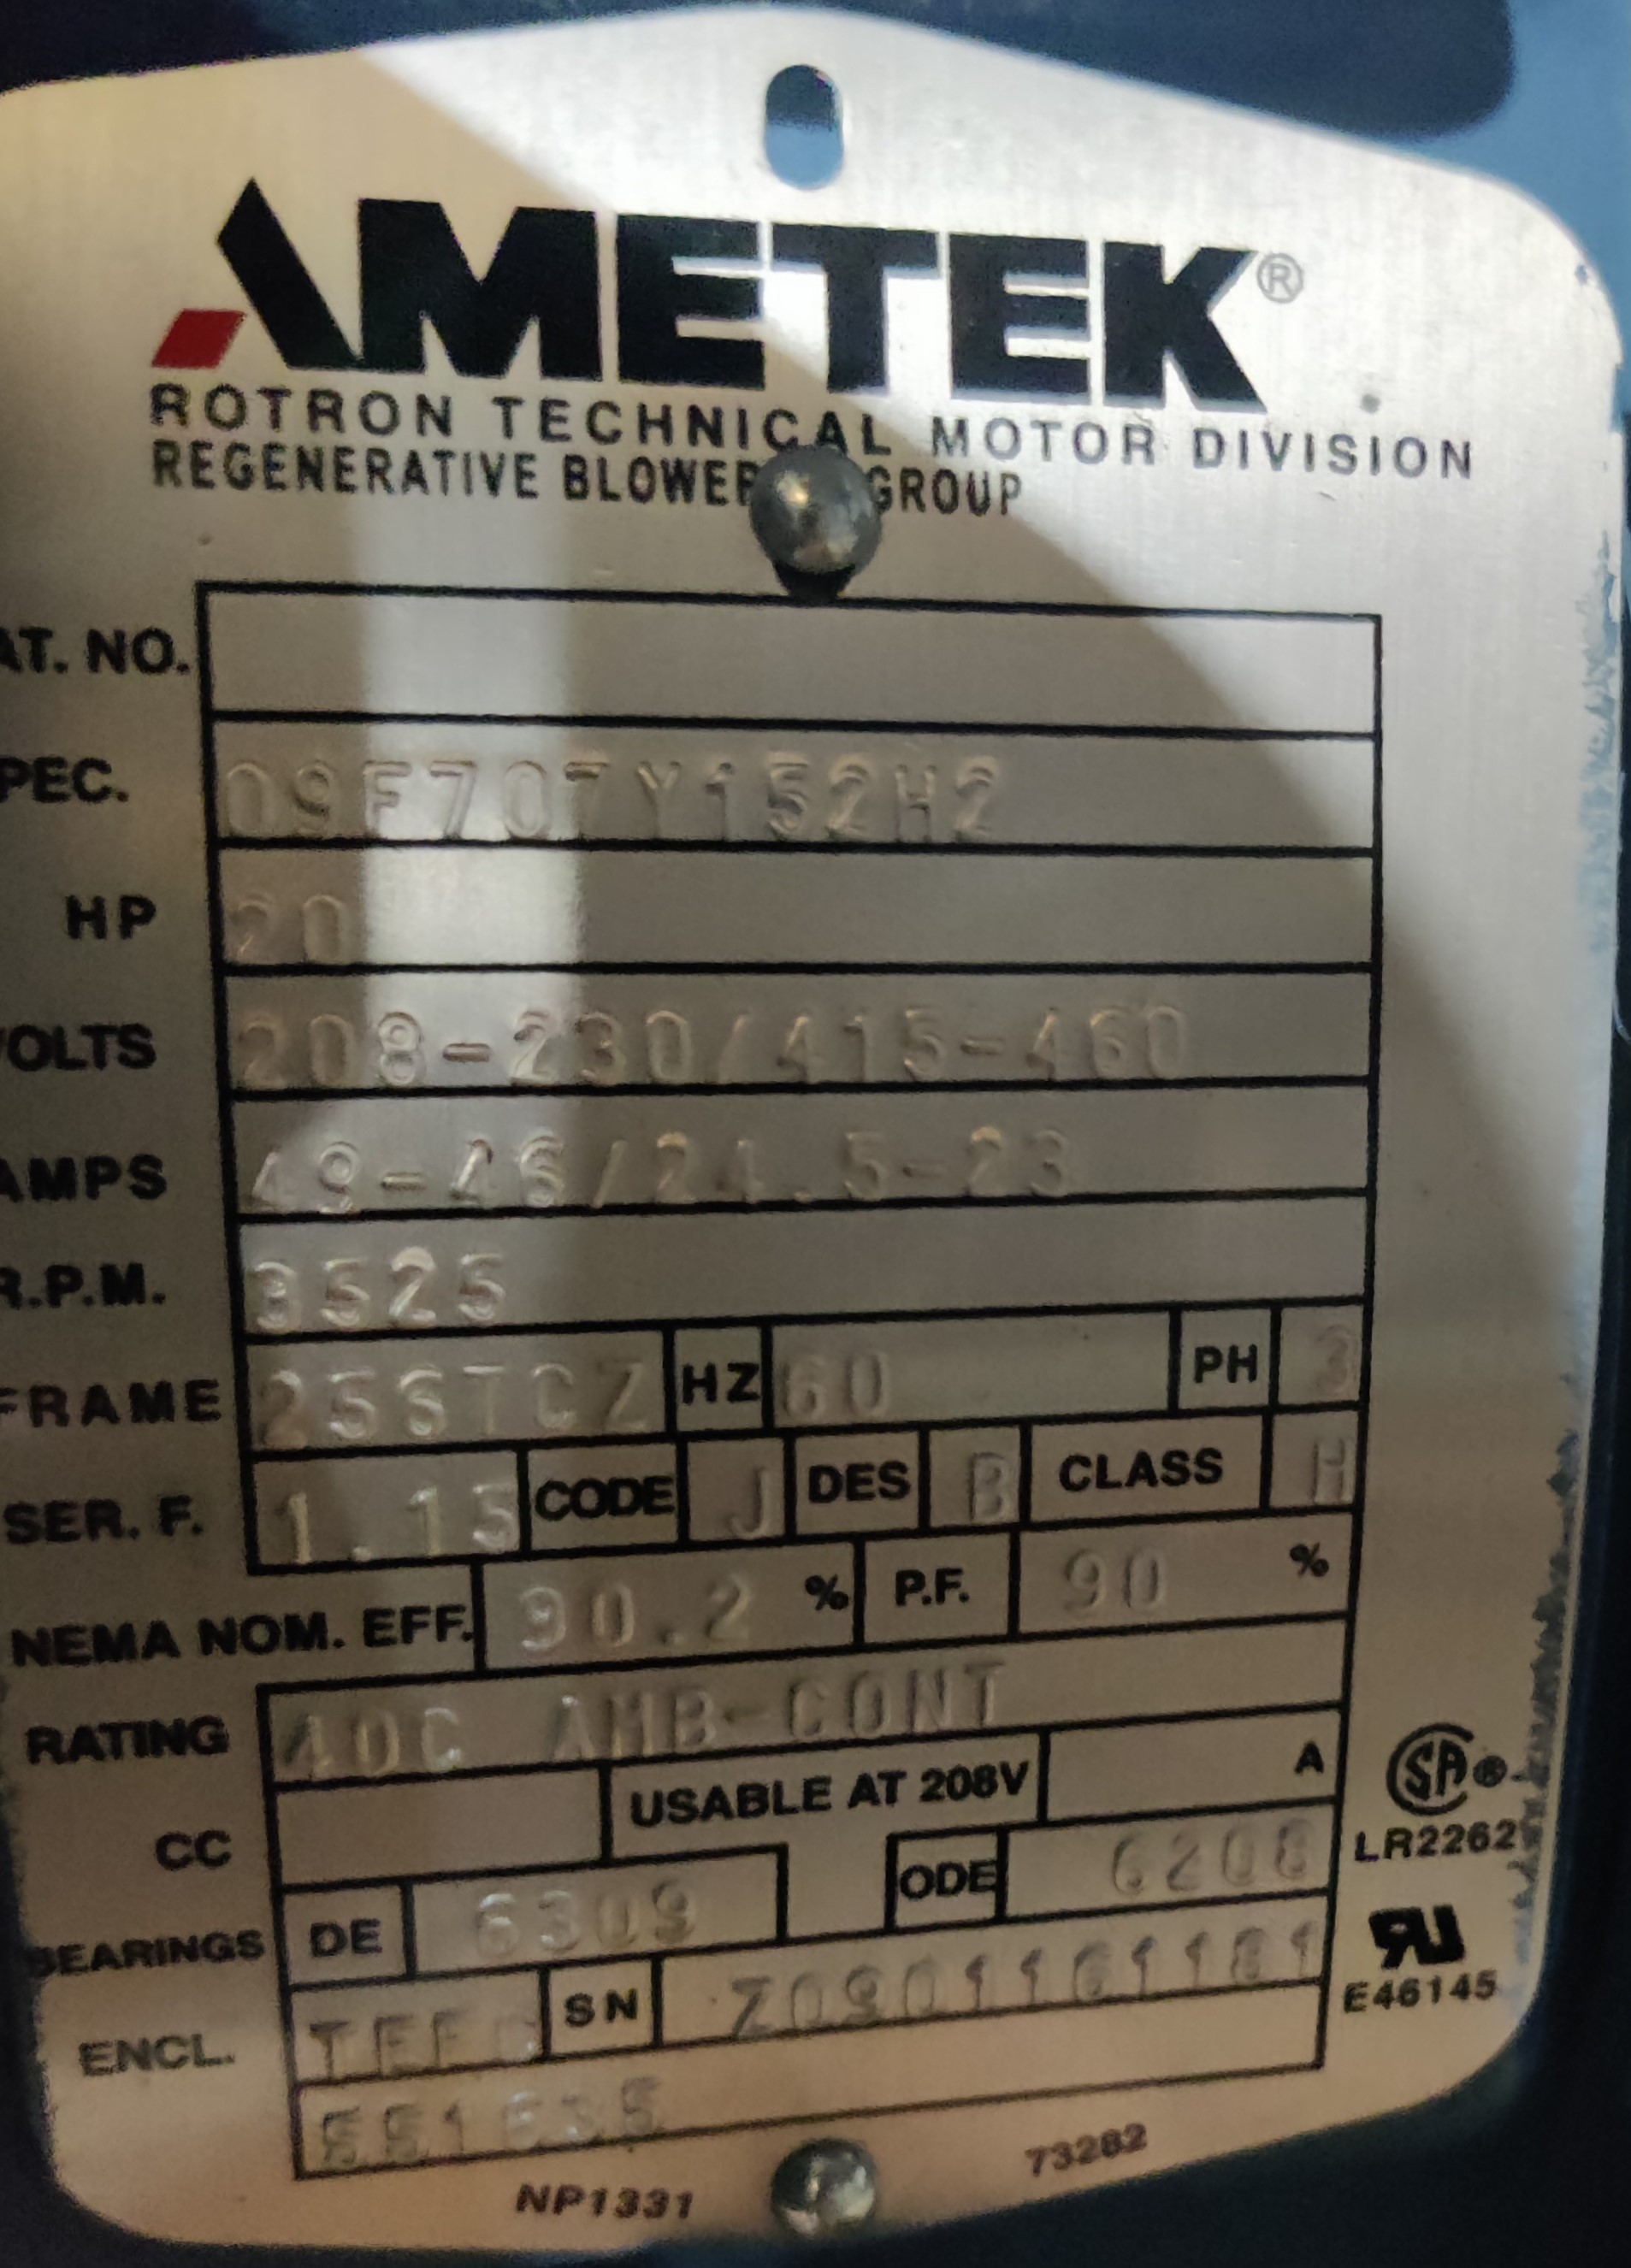 AMETEK®
ROTRON TECHNICAL MOTOR DIVISION
REGENERATIVE BLOWER GROUP
AT. NO.
PEC. 09F707Y152H2
HP 20
VOLTS 208-230/415-460
AMPS 49-46/24.5-23
R.P.M. 3525
FRAME 256TCZ HZ 60 PH 3
SER. F. 1.15 CODE J DES B CLASS H
NEMA NOM. EFF. 90.2 % P.F. 90 %
RATING 40C AMB-CONT
CC USABLE AT 208V A
BEARINGS DE 6309 ODE 6208
ENCL. TEFC SN Z0901161181
NP1331
73282
SA®
LR2262
RU
E46145